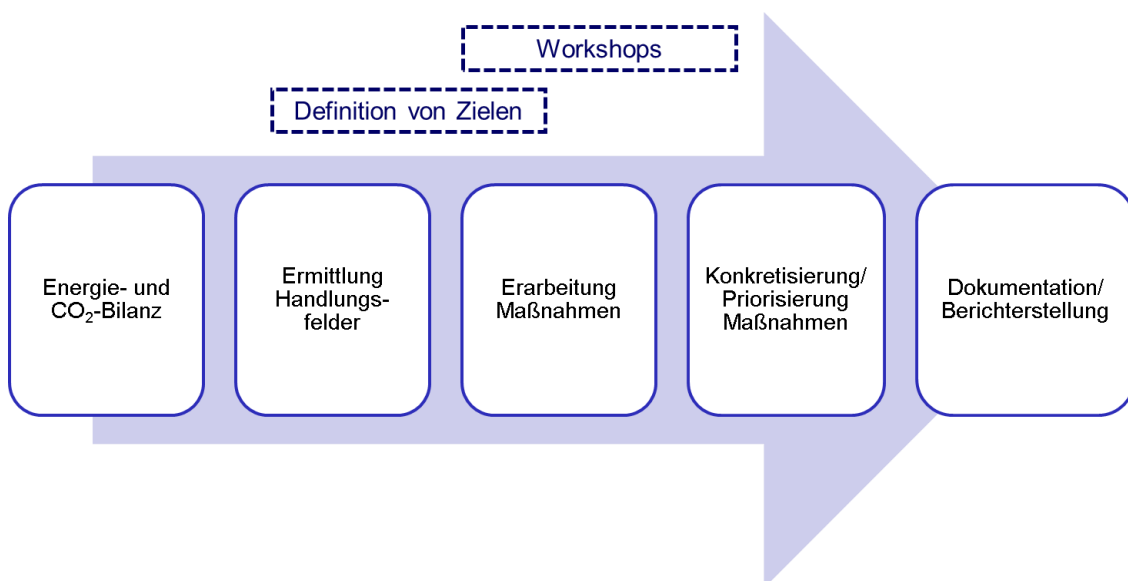 Workshops
Definition von Zielen
Energie- und
CO₂-Bilanz
Ermittlung
Handlungs-
felder
Erarbeitung
Maßnahmen
Konkretisierung/
Priorisierung
Maßnahmen
Dokumentation/
Berichterstellung